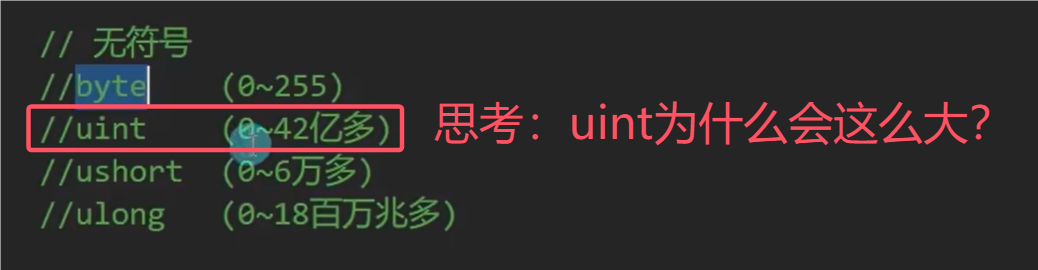 // 无符号
//byte (0~255)
//uint (0~42亿多)
思考：uint为什么会这么大？
//ushort (0~6万多)
//ulong (0~18百万兆多)